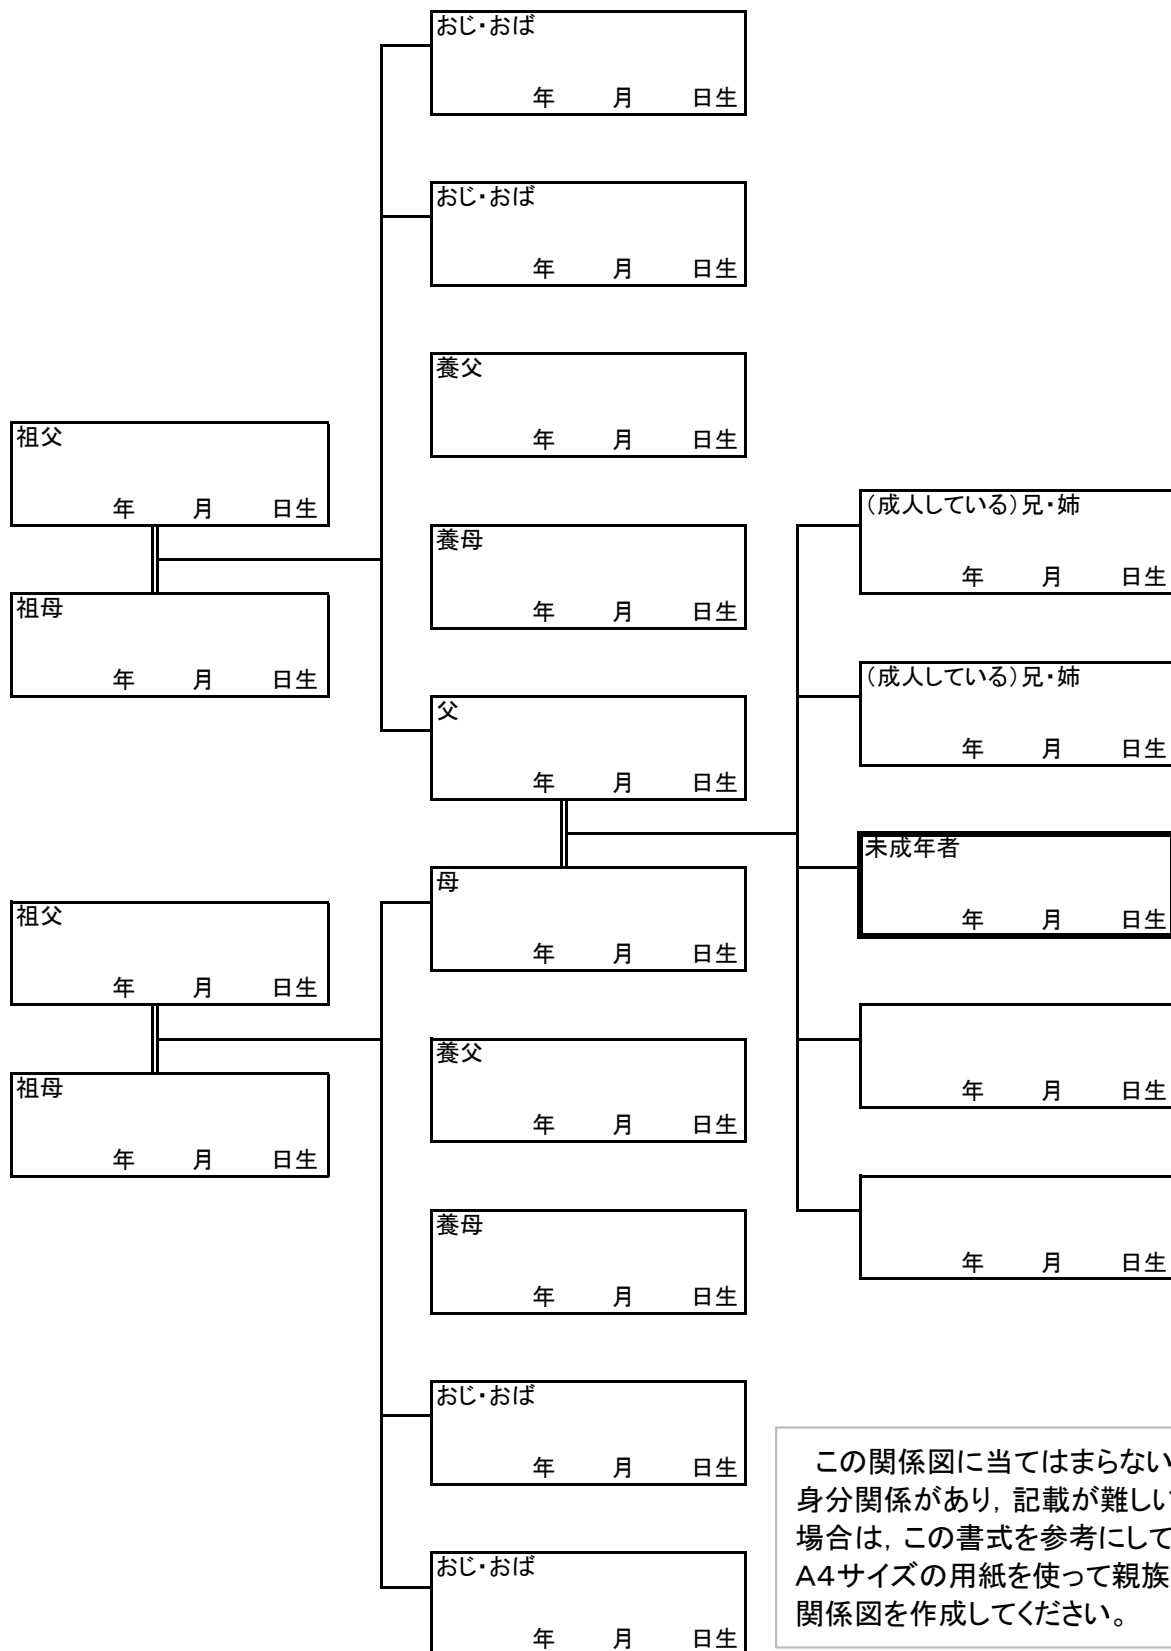 おじ・おば
年 月 日生
おじ・おば
年 月 日生
養父
年 月 日生
祖父
年 月 日生
養母
年 月 日生
祖母
年 月 日生
父
年 月 日生
(成人している)兄・姉
年 月 日生
(成人している)兄・姉
年 月 日生
未成年者
年 月 日生
年 月 日生
年 月 日生
母
年 月 日生
祖父
年 月 日生
祖母
年 月 日生
養父
年 月 日生
養母
年 月 日生
おじ・おば
年 月 日生
おじ・おば
年 月 日生
この関係図に当てはまらない
身分関係があり，記載が難しい
場合は，この書式を参考にして
A4サイズの用紙を使って親族
関係図を作成してください。